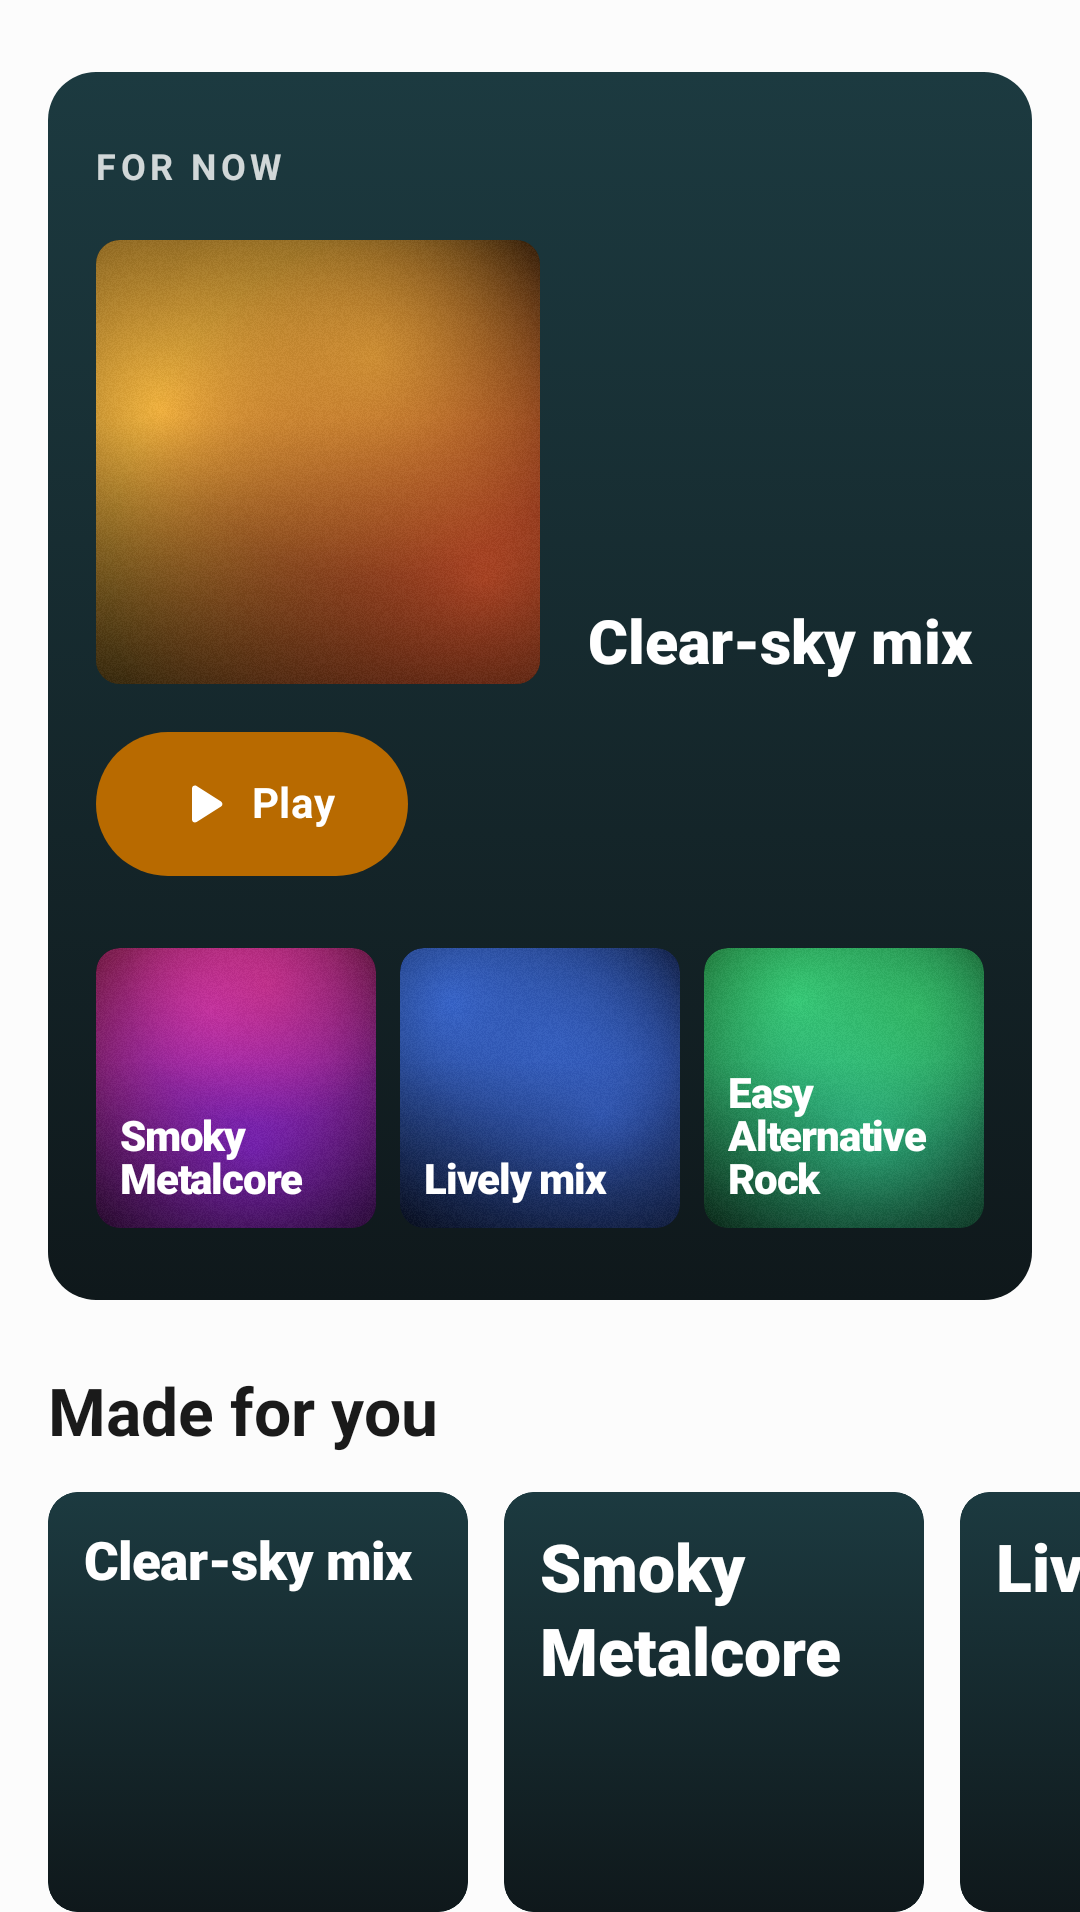 FOR NOW
Clear-sky mix
Play
Smoky
Metalcore
Lively mix
Easy
Alternative
Rock
Made for you
Clear-sky mix
Smoky
Metalcore
Liv